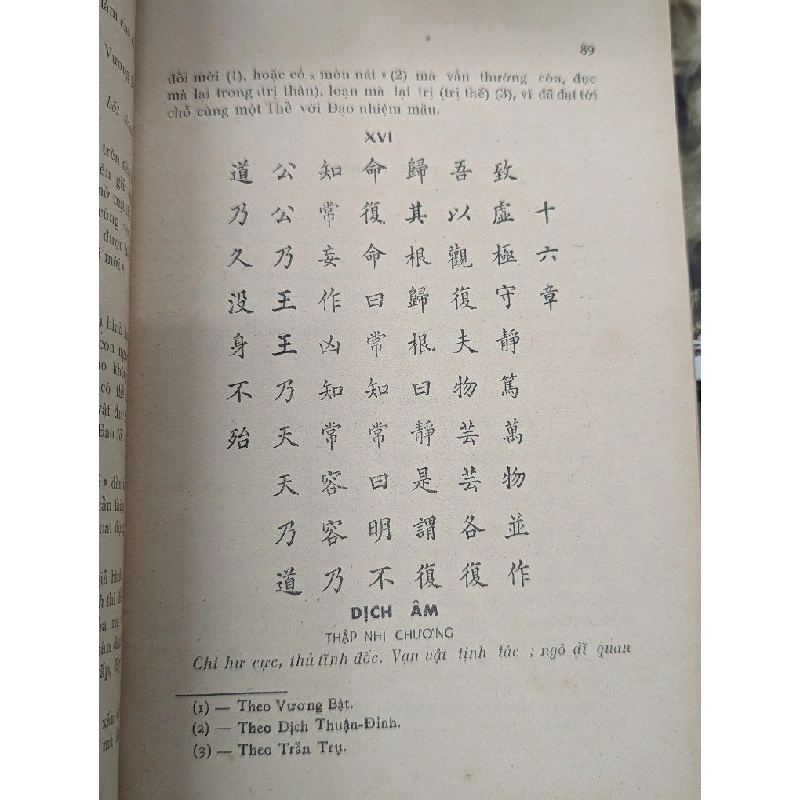 89
đổi mới (1), hoặc có « mòn nát » (2) mà vẫn thường còn, đục
mà lại trong (trị thân), loạn mà lại trị (trị thế) (3), vì đã đạt tới
chỗ cùng một Thể với Đạo nhiệm mầu.
XVI
十六章
致虛極守靜篤萬物並作
吾以觀復夫物芸芸各復
歸其根歸根曰靜是謂復
命復命曰常知常曰明不
知常妄作凶知常容容乃
公公乃王王乃天天乃道
道乃久没身不殆
DỊCH ÂM
THẬP NHỊ CHƯƠNG
Chí hư cực, thủ tĩnh đốc. Vạn vật tịnh tác ; ngô dĩ quan
(1) — Theo Vương Bật.
(2) — Theo Dịch Thuận-Đinh.
(3) — Theo Trần Trụ.